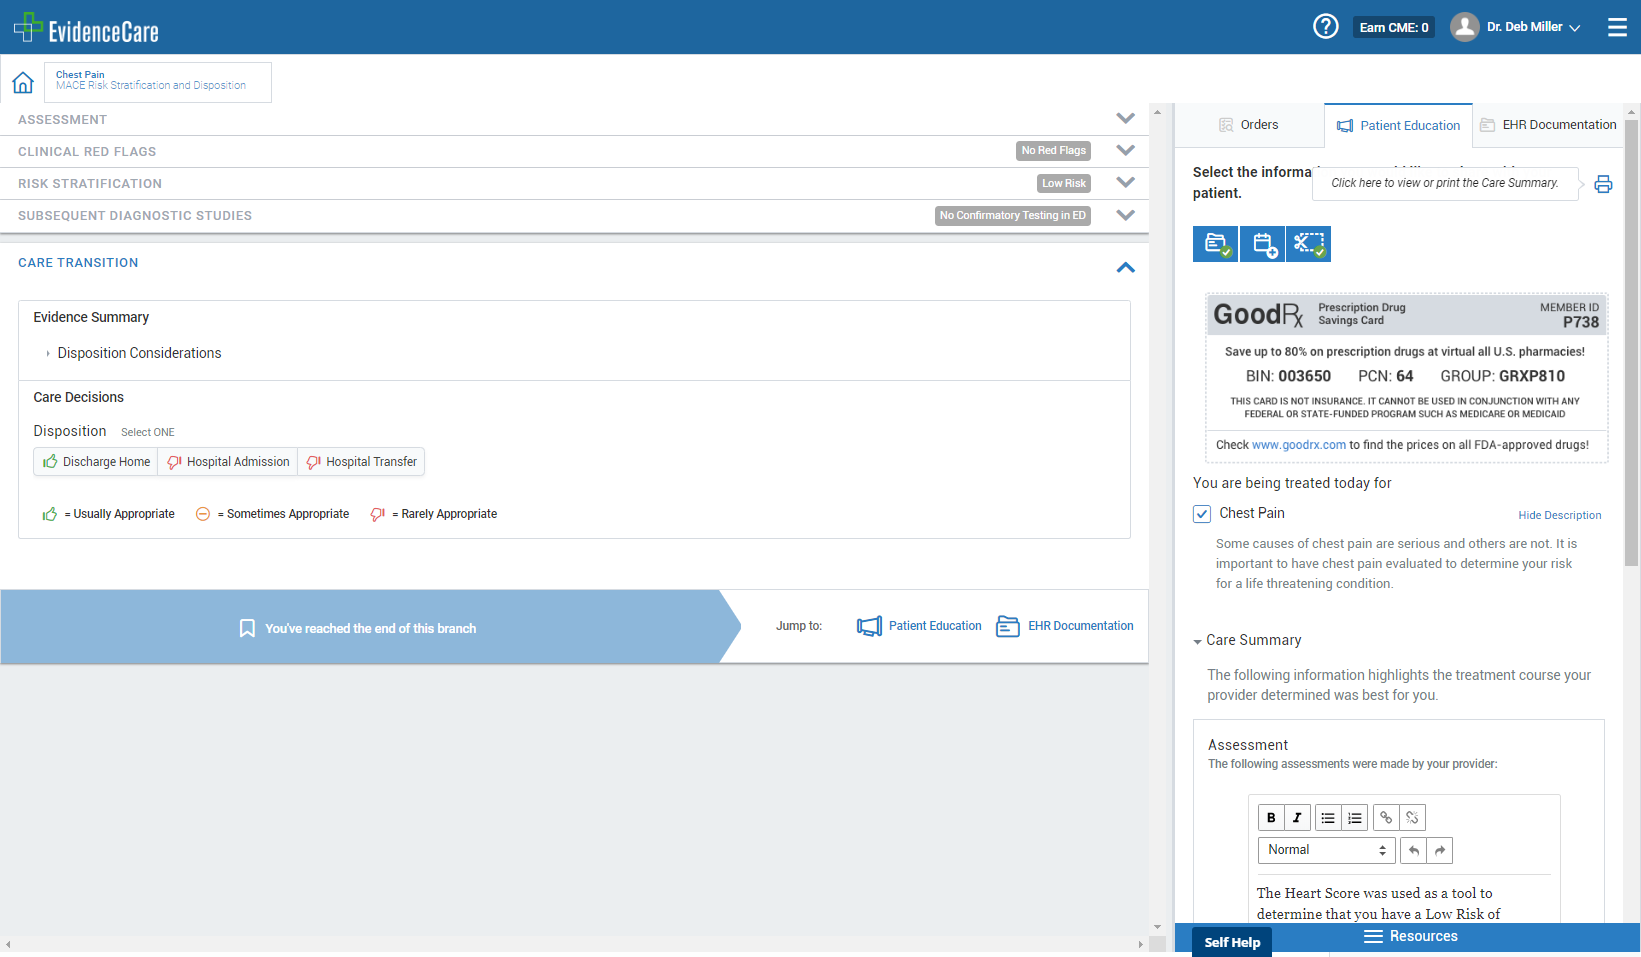 EvidenceCare
Earn CME: 0
Dr. Deb Miller
Chest Pain
MACE Risk Stratification and Disposition
ASSESSMENT
CLINICAL RED FLAGS
No Red Flags
RISK STRATIFICATION
Low Risk
SUBSEQUENT DIAGNOSTIC STUDIES
No Confirmatory Testing in ED
CARE TRANSITION
Evidence Summary
Disposition Considerations
Care Decisions
Disposition Select ONE
Discharge Home Hospital Admission Hospital Transfer
= Usually Appropriate = Sometimes Appropriate = Rarely Appropriate
You've reached the end of this branch
Jump to: Patient Education EHR Documentation
Orders Patient Education EHR Documentation
Select the informa
patient.
Click here to view or print the Care Summary.
GoodRx
Prescription Drug
Savings Card
MEMBER ID
P738
Save up to 80% on prescription drugs at virtual all U.S. pharmacies!
BIN: 003650 PCN: 64 GROUP: GRXP810
THIS CARD IS NOT INSURANCE. IT CANNOT BE USED IN CONJUNCTION WITH ANY
FEDERAL OR STATE-FUNDED PROGRAM SUCH AS MEDICARE OR MEDICAID
Check www.goodrx.com to find the prices on all FDA-approved drugs!
You are being treated today for
Chest Pain
Hide Description
Some causes of chest pain are serious and others are not. It is
important to have chest pain evaluated to determine your risk
for a life threatening condition.
Care Summary
The following information highlights the treatment course your
provider determined was best for you.
Assessment
The following assessments were made by your provider:
B I
Normal
The Heart Score was used as a tool to
determine that you have a Low Risk of
Self Help
Resources